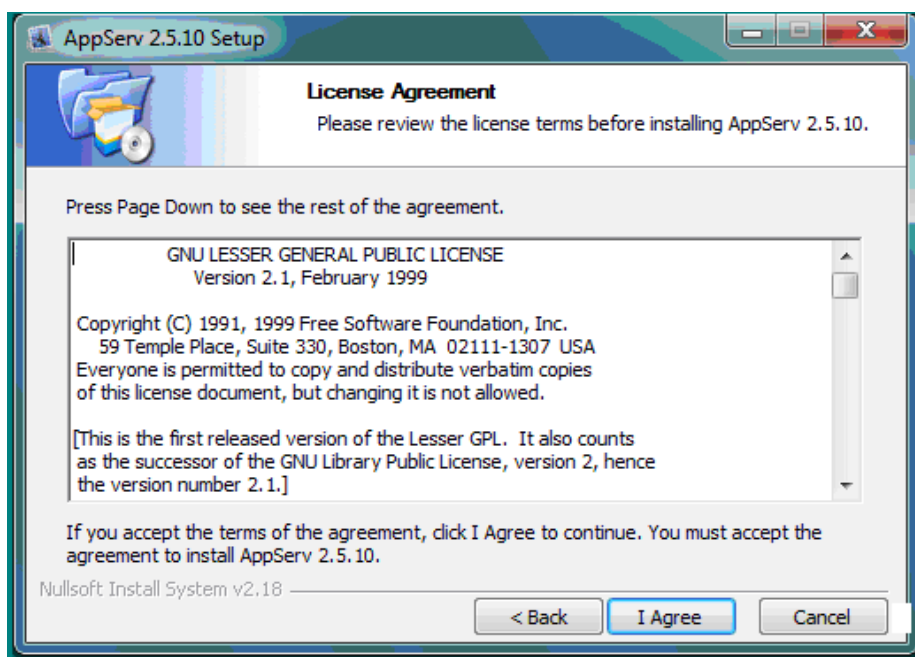 AppServ 2.5.10 Setup
License Agreement
Please review the license terms before installing AppServ 2.5.10.
Press Page Down to see the rest of the agreement.
GNU LESSER GENERAL PUBLIC LICENSE
Version 2.1, February 1999
Copyright (C) 1991, 1999 Free Software Foundation, Inc.
59 Temple Place, Suite 330, Boston, MA  02111-1307  USA
Everyone is permitted to copy and distribute verbatim copies
of this license document, but changing it is not allowed.
[This is the first released version of the Lesser GPL.  It also counts
as the successor of the GNU Library Public License, version 2, hence
the version number 2.1.]
If you accept the terms of the agreement, click I Agree to continue. You must accept the
agreement to install AppServ 2.5.10.
Nullsoft Install System v2.18
< Back I Agree Cancel